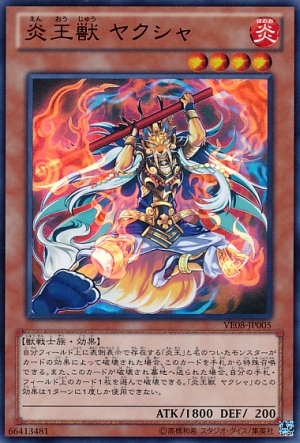 えん おう じゅう
炎王獣 ヤクシャ
ほのお
炎
VE08-JP005
【獣戦士族・効果】
自分フィールド上に表側表示で存在する「炎王」と名のついたモンスターが
カードの効果によって破壊された場合、このカードを手札から特殊召喚
できる。また、このカードが破壊され墓地へ送られた場合、自分の手札・
フィールド上のカード1枚を選んで破壊できる。「炎王獣 ヤクシャ」のこの
効果は1ターンに1度しか使用できない。
ATK/1800 DEF/ 200
66413481
©高橋和希 スタジオ・ダイス/集英社